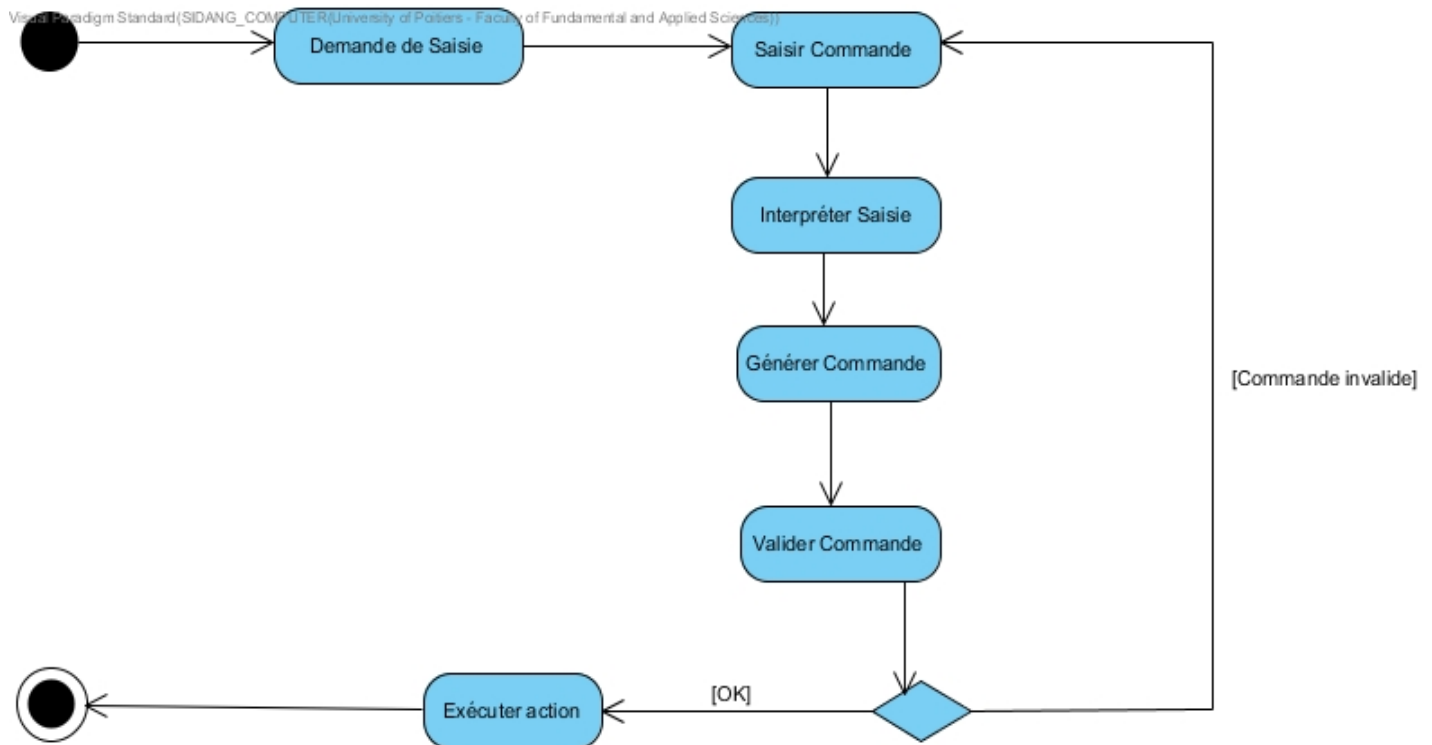 Visual Paradigm Standard(SIDANG_COMPUTER(University of Poitiers - Faculty of Fundamental and Applied Sciences))
Demande de Saisie
Saisir Commande
Interpréter Saisie
Générer Commande
[Commande invalide]
Valider Commande
[OK]
Exécuter action